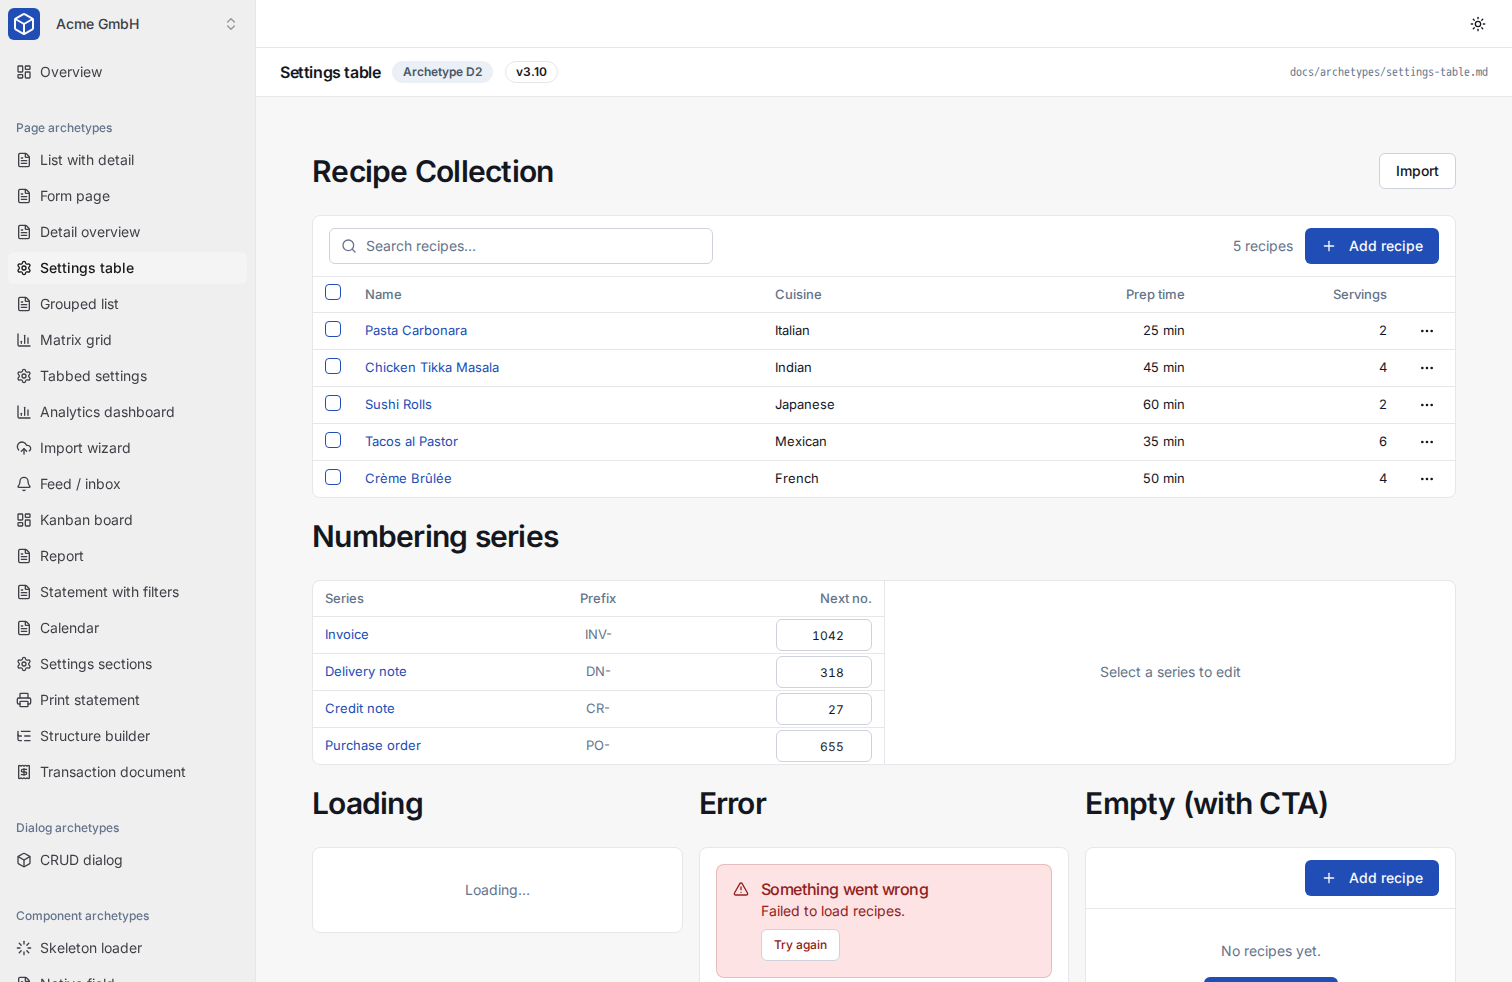 Acme GmbH
Overview
Page archetypes
List with detail
Form page
Detail overview
Settings table
Grouped list
Matrix grid
Tabbed settings
Analytics dashboard
Import wizard
Feed / inbox
Kanban board
Report
Statement with filters
Calendar
Settings sections
Print statement
Structure builder
Transaction document
Dialog archetypes
CRUD dialog
Component archetypes
Skeleton loader
Native field
Settings table Archetype D2 v3.10 docs/archetypes/settings-table.md
Recipe Collection Import
Search recipes... 5 recipes Add recipe
Name Cuisine Prep time Servings
Pasta Carbonara Italian 25 min 2
Chicken Tikka Masala Indian 45 min 4
Sushi Rolls Japanese 60 min 2
Tacos al Pastor Mexican 35 min 6
Crème Brûlée French 50 min 4
Numbering series
Series Prefix Next no.
Invoice INV- 1042
Delivery note DN- 318
Credit note CR- 27
Purchase order PO- 655
Select a series to edit
Loading
Loading...
Error
Something went wrong
Failed to load recipes.
Try again
Empty (with CTA)
Add recipe
No recipes yet.